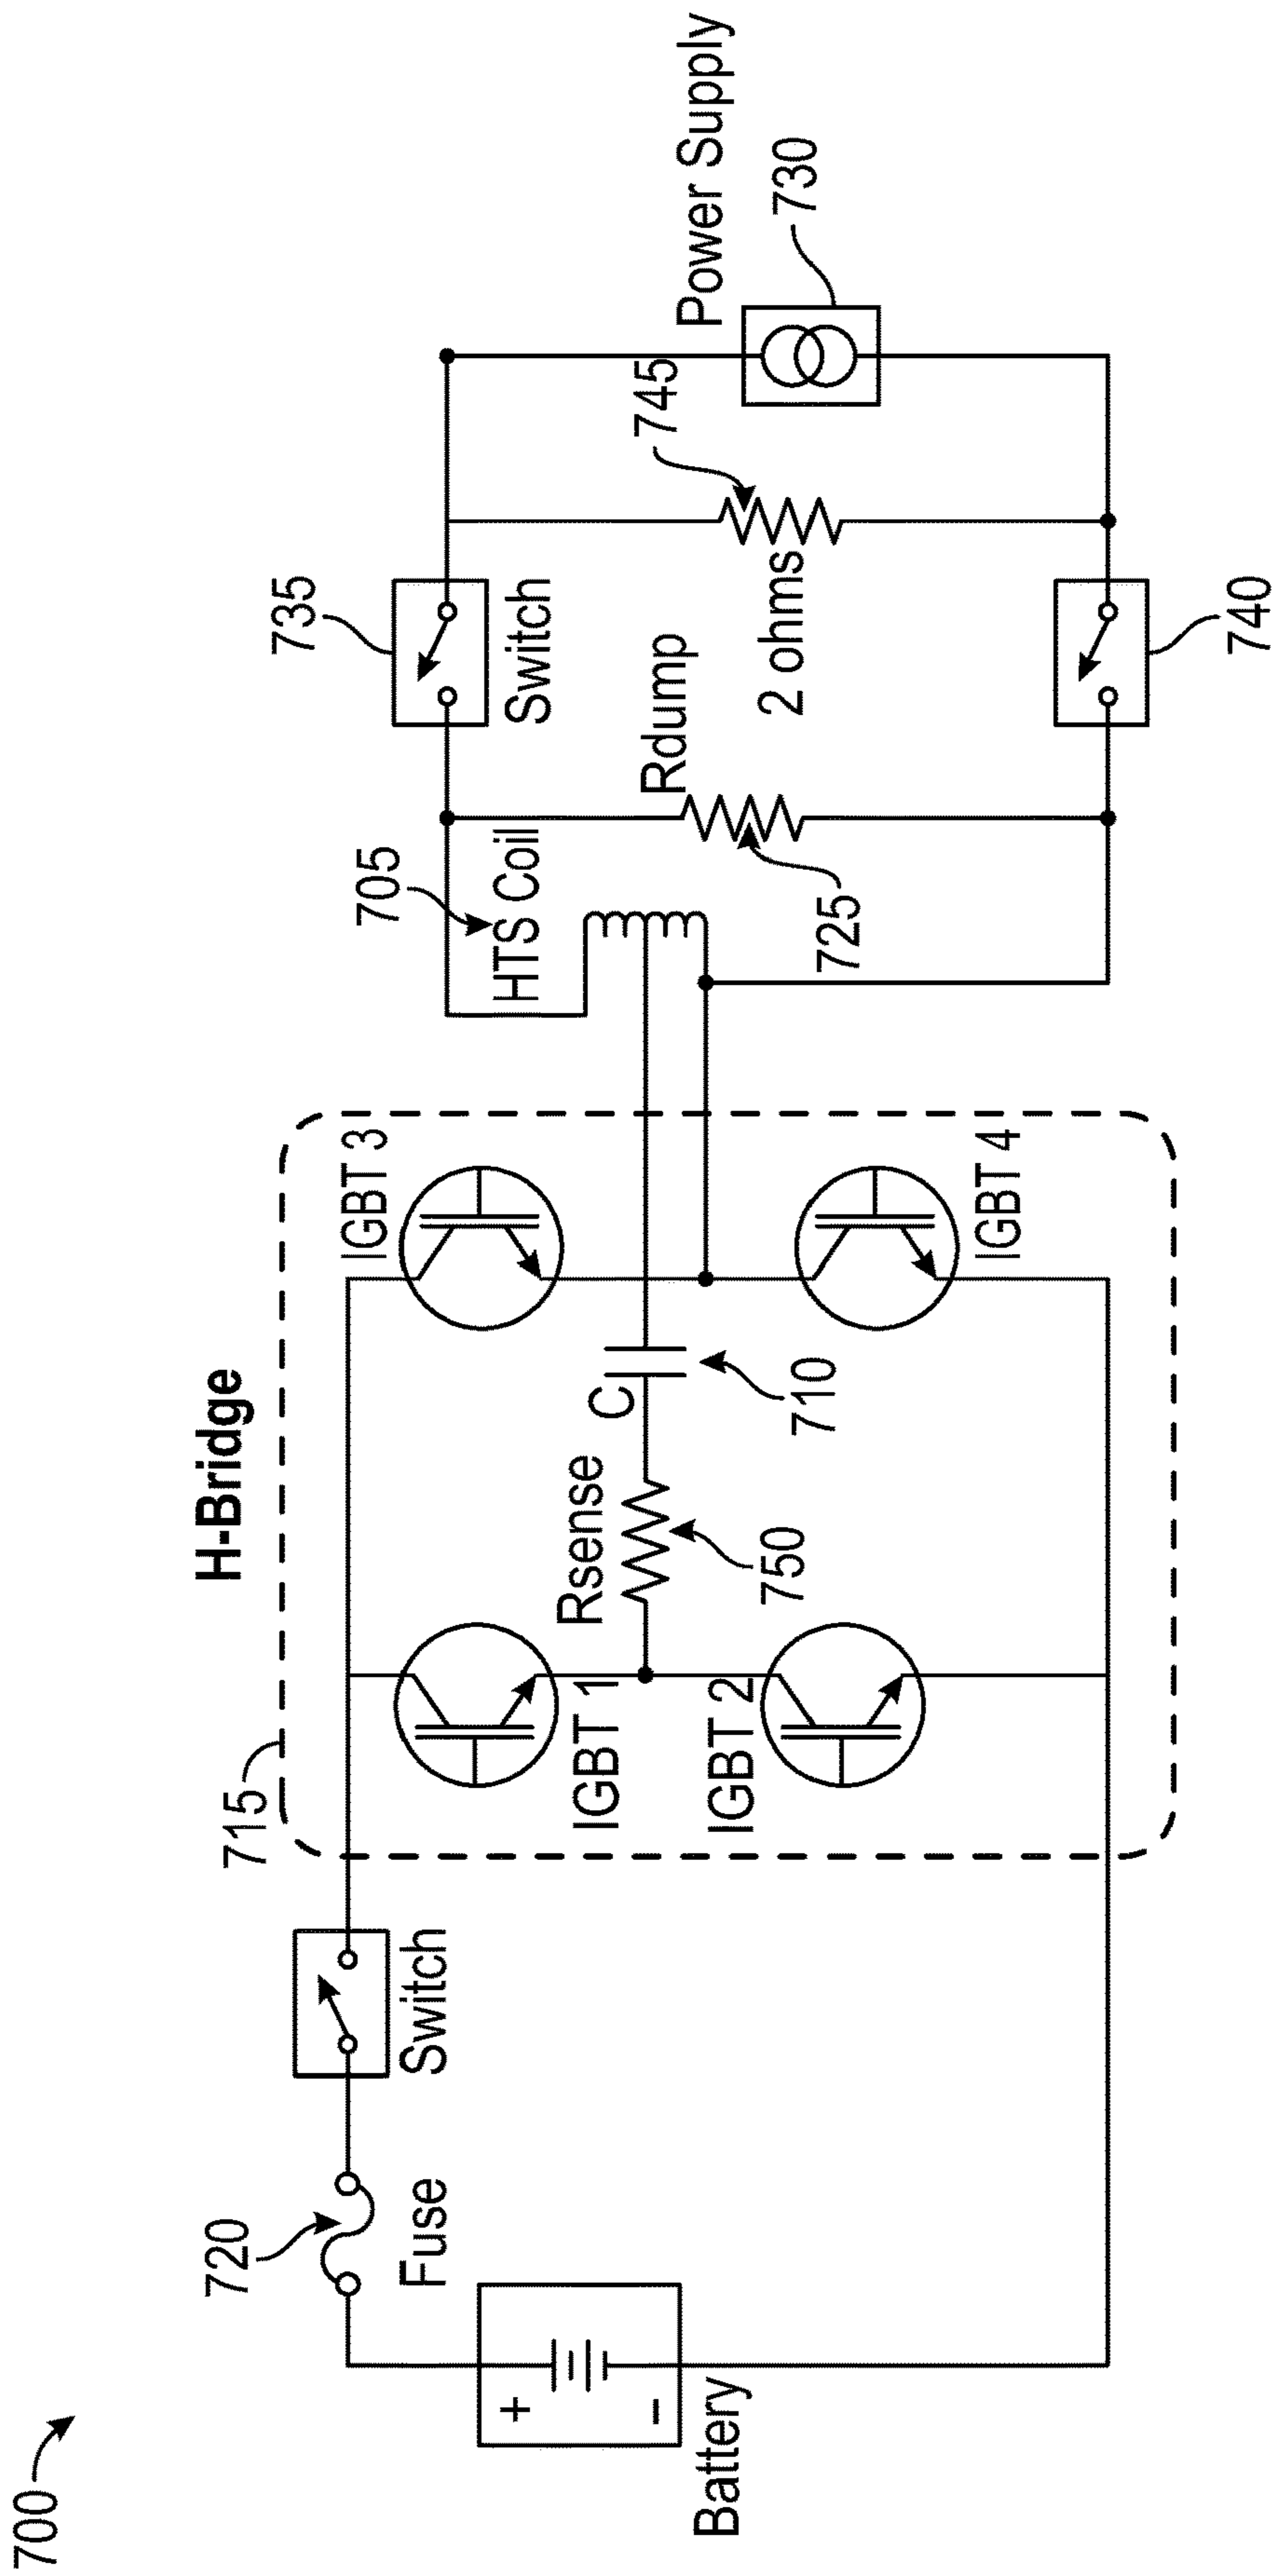 700
H-Bridge
715
720
Fuse
Switch
Battery
+
-
IGBT 1
IGBT 2
IGBT 3
IGBT 4
Rsense
750
C
710
705
HTS Coil
Rdump
725
735
Switch
740
2 ohms
745
Power Supply
730